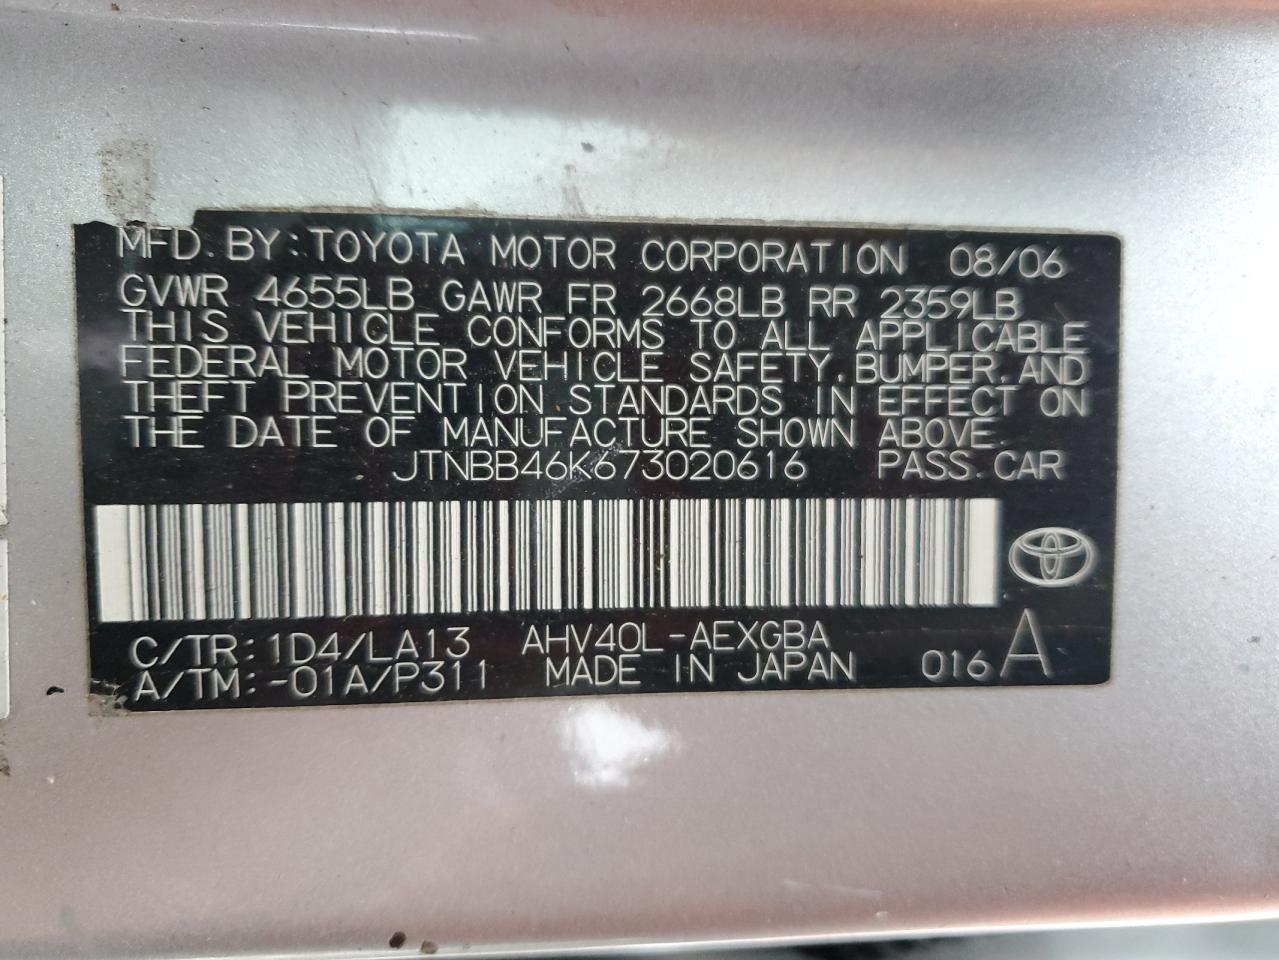 MFD. BY: TOYOTA MOTOR CORPORATION 08/06
GVWR 4655LB GAWR FR 2668LB RR 2359LB
THIS VEHICLE CONFORMS TO ALL APPLICABLE
FEDERAL MOTOR VEHICLE SAFETY, BUMPER, AND
THEFT PREVENTION STANDARDS IN EFFECT ON
THE DATE OF MANUFACTURE SHOWN ABOVE.
JTNBB46K673020616 PASS. CAR
C/TR: 1D4/LA13 AHV40L-AEXGBA
A/TM: -01A/P311 MADE IN JAPAN 016 A